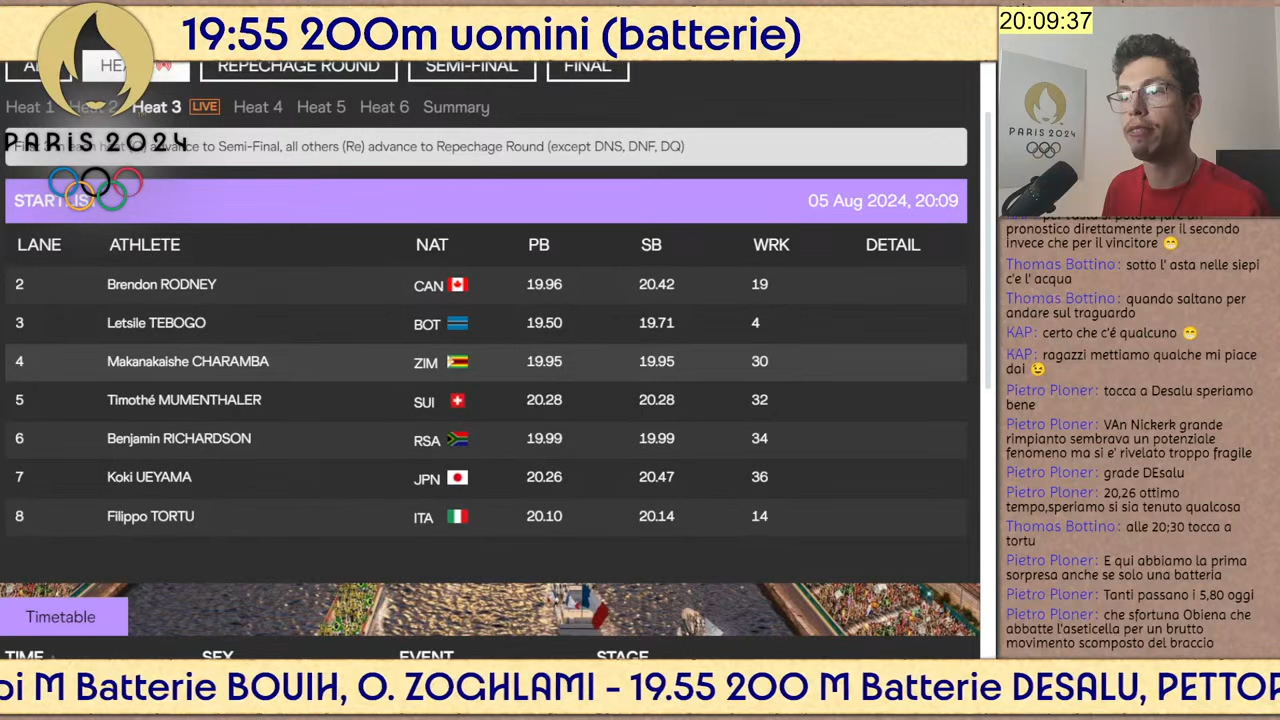 19:55 200m uomini (batterie)
20:09:37
REPECHAGE ROUND
SEMI-FINAL
FINAL
Heat 1 Heat 2 Heat 3 LIVE Heat 4 Heat 5 Heat 6 Summary
PARIS 2024
advance to Semi-Final, all others (Re) advance to Repechage Round (except DNS, DNF, DQ)
START LIST 05 Aug 2024, 20:09
LANE ATHLETE NAT PB SB WRK DETAIL
2 Brendon RODNEY CAN 19.96 20.42 19
3 Letsile TEBOGO BOT 19.50 19.71 4
4 Makanakaishe CHARAMBA ZIM 19.95 19.95 30
5 Timothé MUMENTHALER SUI 20.28 20.28 32
6 Benjamin RICHARDSON RSA 19.99 19.99 34
7 Koki UEYAMA JPN 20.26 20.47 36
8 Filippo TORTU ITA 20.10 20.14 14
Timetable
TIME SEX EVENT STAGE
oi M Batterie BOUIH, O. ZOGHLAMI - 19.55 200 M Batterie DESALU, PETTOR
PARIS 2024
pronostico direttamente per il secondo
invece che per il vincitore 😁
Thomas Bottino: sotto l' asta nelle siepi
c'e l' acqua
Thomas Bottino: quando saltano per
andare sul traguardo
KAP: certo che c'é qualcuno 😁
KAP: ragazzi mettiamo qualche mi piace
dai 😉
Pietro Ploner: tocca a Desalu speriamo
bene
Pietro Ploner: VAn Nickerk grande
rimpianto sembrava un potenziale
fenomeno ma si e' rivelato troppo fragile
Pietro Ploner: grade DEsalu
Pietro Ploner: 20,26 ottimo
tempo,speriamo si sia tenuto qualcosa
Thomas Bottino: alle 20;30 tocca a
tortu
Pietro Ploner: E qui abbiamo la prima
sorpresa anche se solo una batteria
Pietro Ploner: Tanti passano i 5,80 oggi
Pietro Ploner: che sfortuna Obiena che
abbatte l'aseticella per un brutto
movimento scomposto del braccio